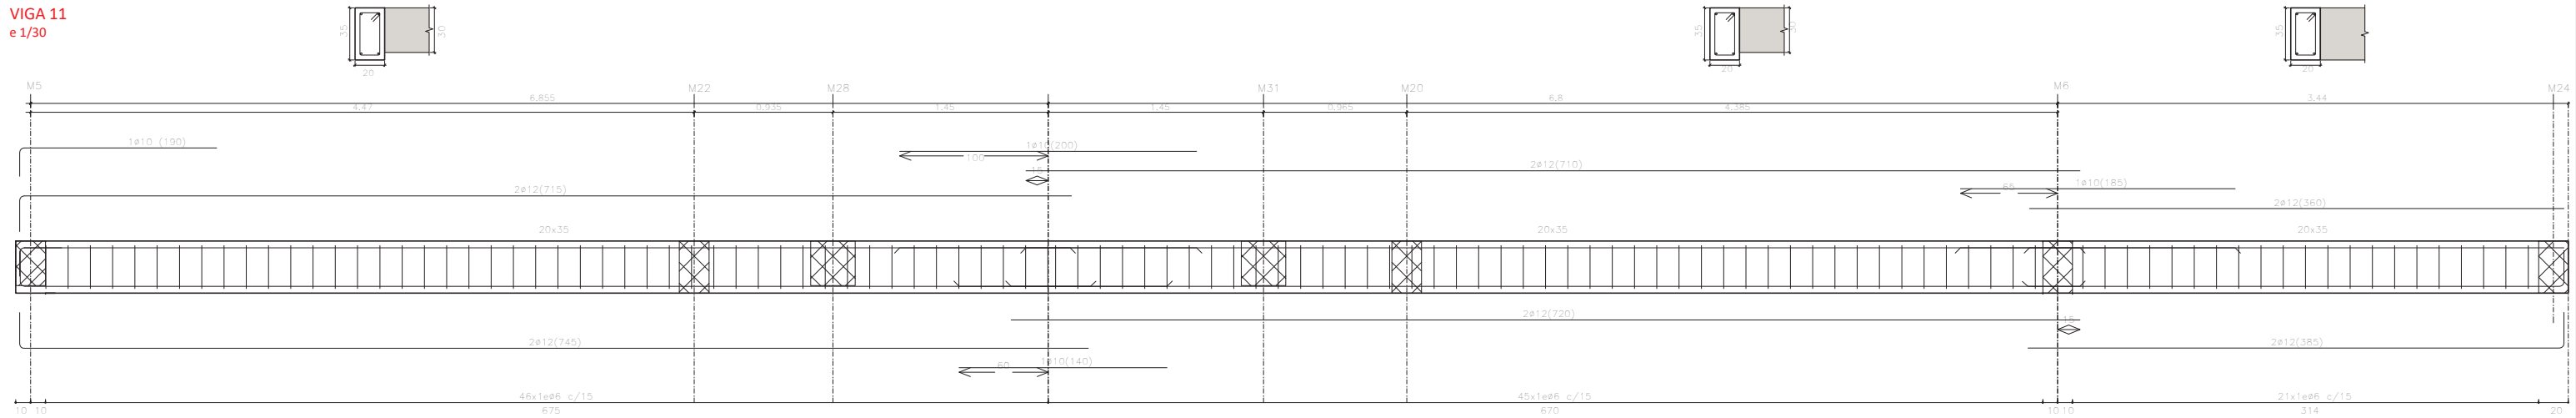 VIGA 11
e 1/30
35
30
20
35
30
20
35
20
M5
M22
M28
M31
M20
M6
M24
6.855
6.8
3.44
4.47
0.935
1.45
1.45
0.965
4.385
1ø10 (190)
1ø10(200)
100
2ø12(710)
15
2ø12(715)
65
1ø10(185)
2ø12(360)
20x35
20x35
20x35
2ø12(720)
15
2ø12(745)
2ø12(385)
60
1ø10(140)
46x1eø6 c/15
45x1eø6 c/15
21x1eø6 c/15
10 10
675
670
10 10
314
20